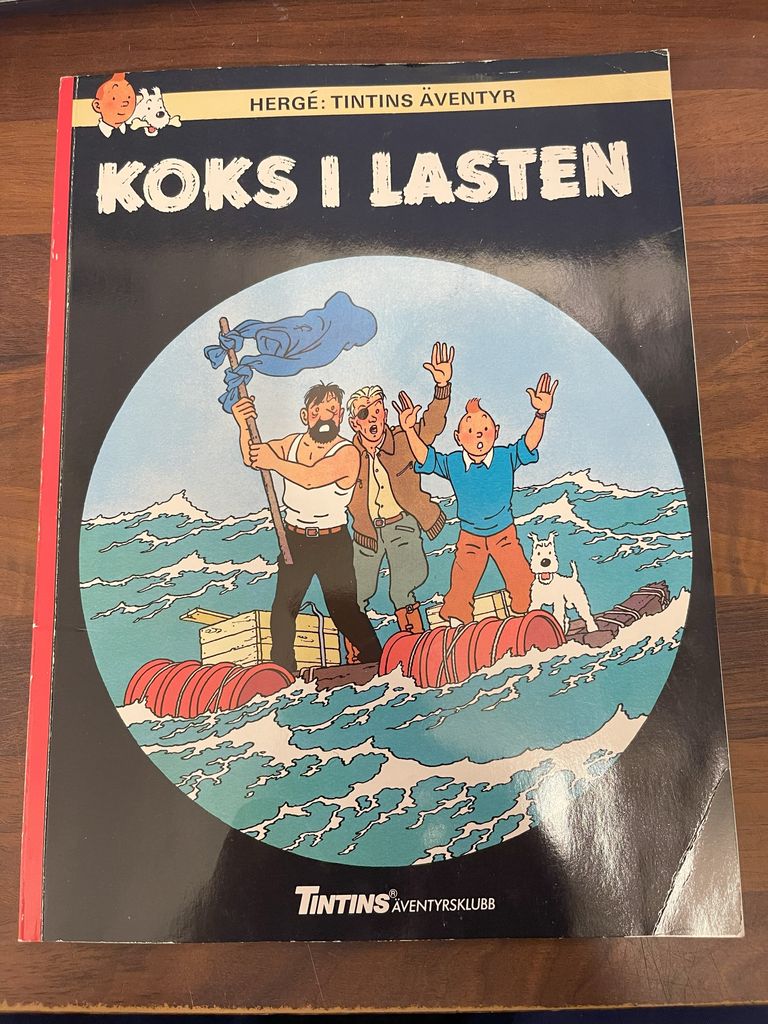 HERGÉ: TINTINS ÄVENTYR
KOKS I LASTEN
TINTINS® ÄVENTYRSKLUBB